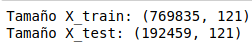 Tamaño X_train: (769835, 121)
Tamaño X_test: (192459, 121)